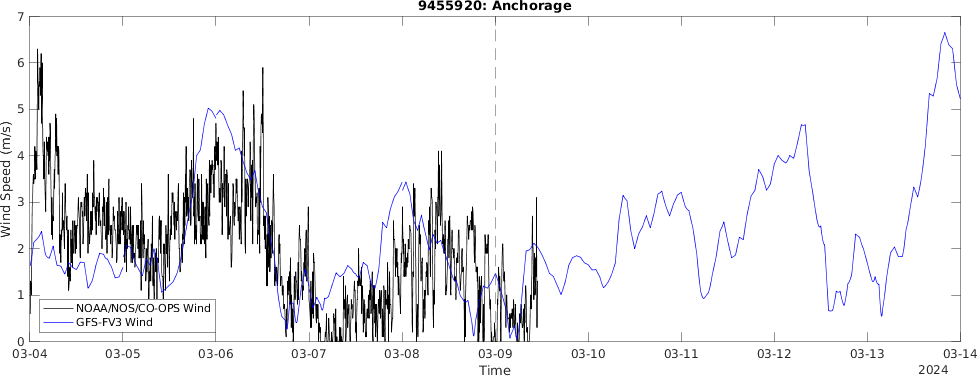 9455920: Anchorage
Wind Speed (m/s)
7
6
5
4
3
2
1
0
NOAA/NOS/CO-OPS Wind
GFS-FV3 Wind
03-04 03-05 03-06 03-07 03-08 03-09 03-10 03-11 03-12 03-13 03-14
Time
2024